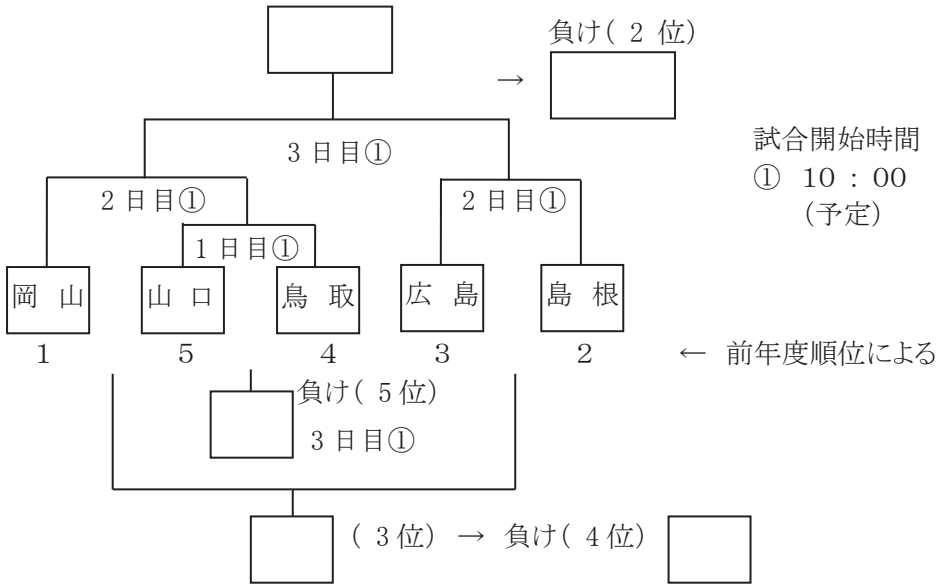 負け( 2 位)
→
3 日目①
試合開始時間
① 10 : 00
(予定)
2 日目①
2 日目①
1 日目①
岡 山
山 口
鳥 取
広 島
島 根
1
5
4
3
2
← 前年度順位による
負け( 5 位)
3 日目①
( 3 位) → 負け( 4 位)